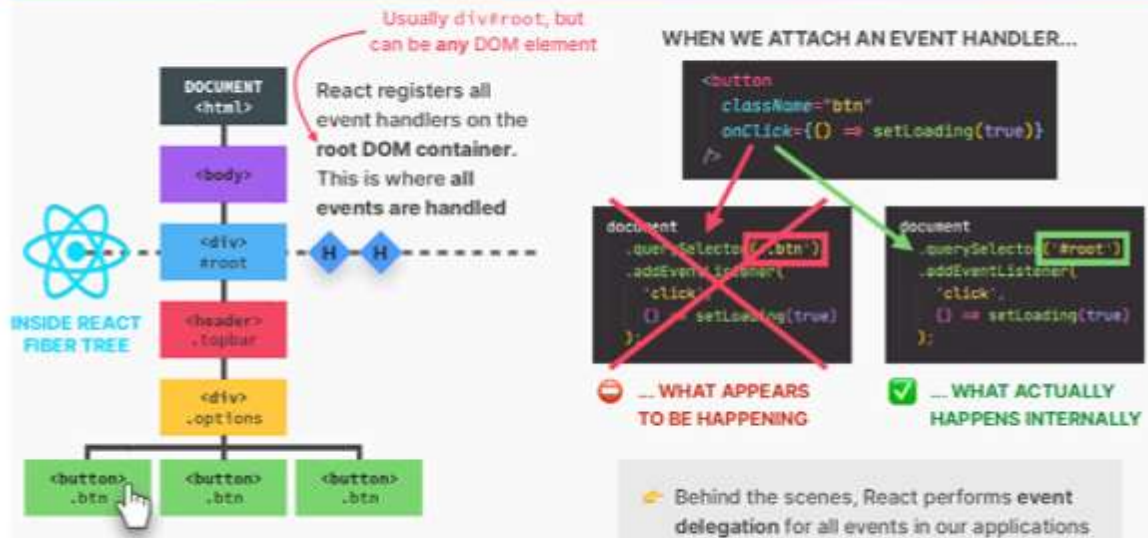 Usually div#root, but
can be any DOM element
DOCUMENT
<html>
React registers all
event handlers on the
root DOM container.
This is where all
events are handled
<body>
<div>
#root
H H
INSIDE REACT
FIBER TREE
<header>
.topbar
<div>
.options
<button>
.btn
<button>
.btn
<button>
.btn
WHEN WE ATTACH AN EVENT HANDLER...
<button
className="btn"
onClick={() => setLoading(true)}
/>
document
.querySelector('.btn')
.addEventListener(
'click',
() => setLoading(true)
);
... WHAT APPEARS
TO BE HAPPENING
document
.querySelector('#root')
.addEventListener(
'click',
() => setLoading(true)
);
... WHAT ACTUALLY
HAPPENS INTERNALLY
Behind the scenes, React performs event
delegation for all events in our applications